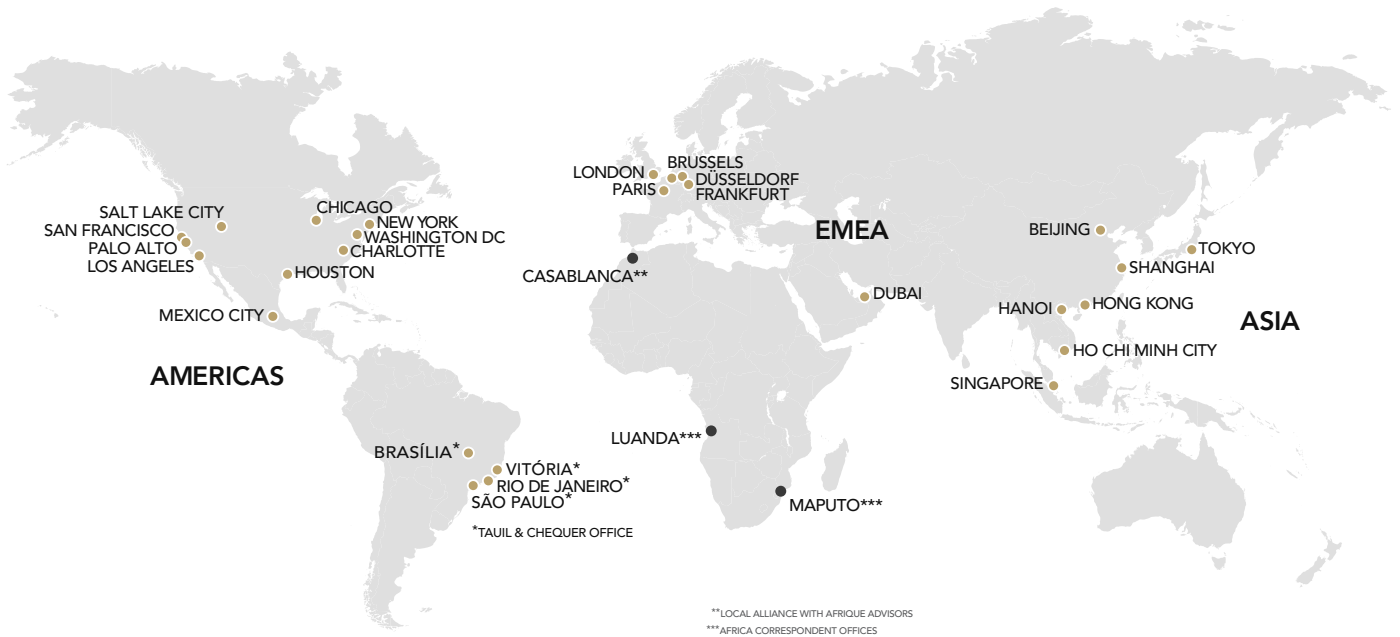 SALT LAKE CITY
SAN FRANCISCO
PALO ALTO
LOS ANGELES
CHICAGO
NEW YORK
WASHINGTON DC
CHARLOTTE
HOUSTON
MEXICO CITY
AMERICAS
BRASÍLIA*
VITÓRIA*
RIO DE JANEIRO*
SÃO PAULO*
*TAUIL & CHEQUER OFFICE
LONDON
BRUSSELS
DÜSSELDORF
PARIS
FRANKFURT
EMEA
CASABLANCA**
DUBAI
LUANDA***
MAPUTO***
BEIJING
TOKYO
SHANGHAI
HANOI
HONG KONG
ASIA
HO CHI MINH CITY
SINGAPORE
**LOCAL ALLIANCE WITH AFRIQUE ADVISORS
***AFRICA CORRESPONDENT OFFICES